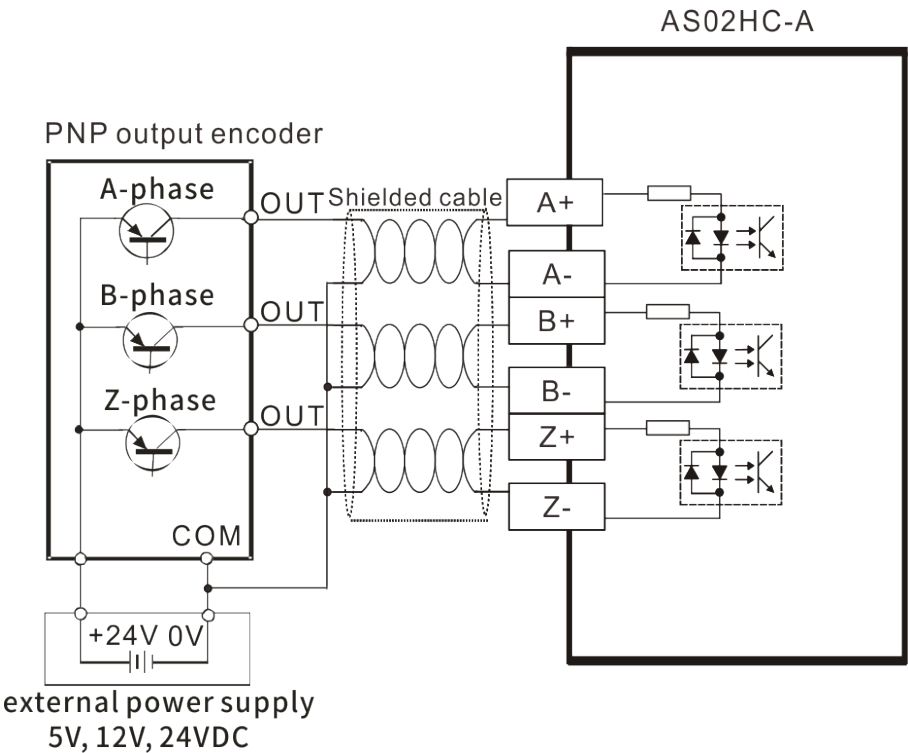 AS02HC-A
PNP output encoder
A-phase
OUT
Shielded cable
A+
A-
B-phase
OUT
B+
B-
Z-phase
OUT
Z+
Z-
COM
+24V 0V
external power supply
5V, 12V, 24VDC